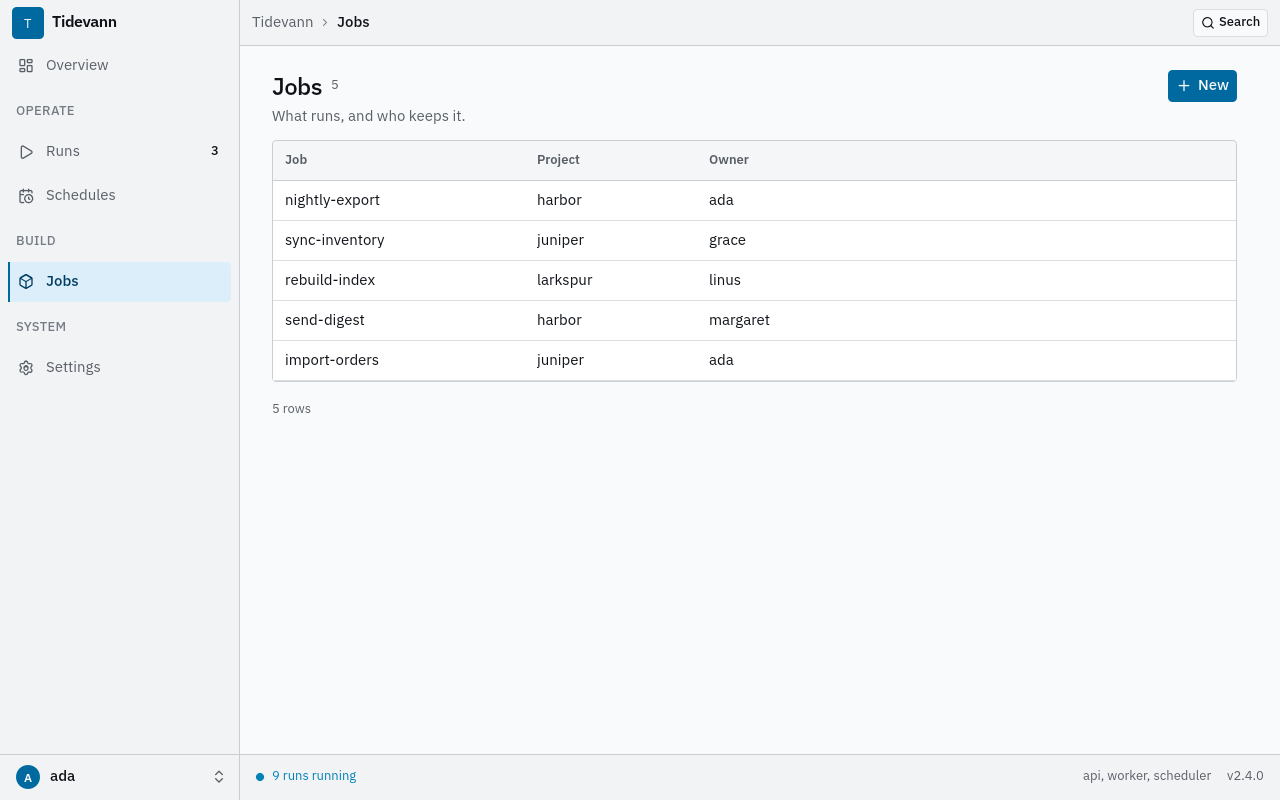 T Tidevann
Tidevann > Jobs
Search
Overview
OPERATE
Runs 3
Schedules
BUILD
Jobs
SYSTEM
Settings
A ada
Jobs 5
New
What runs, and who keeps it.
Job Project Owner
nightly-export harbor ada
sync-inventory juniper grace
rebuild-index larkspur linus
send-digest harbor margaret
import-orders juniper ada
5 rows
9 runs running
api, worker, scheduler v2.4.0